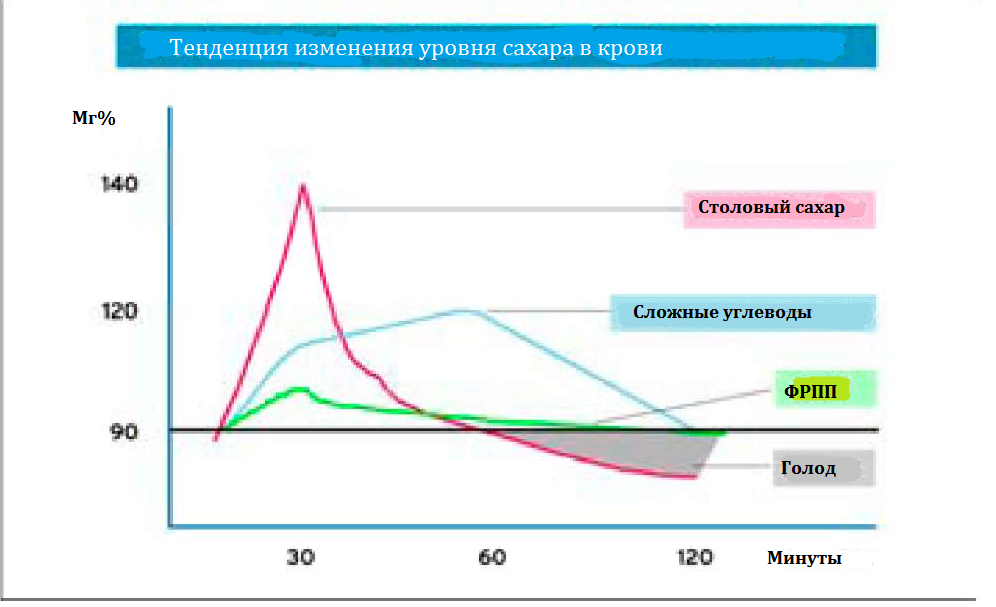 Тенденция изменения уровня сахара в крови
Мг%
140
Столовый сахар
120
Сложные углеводы
ФРПП
90
Голод
30
60
120
Минуты